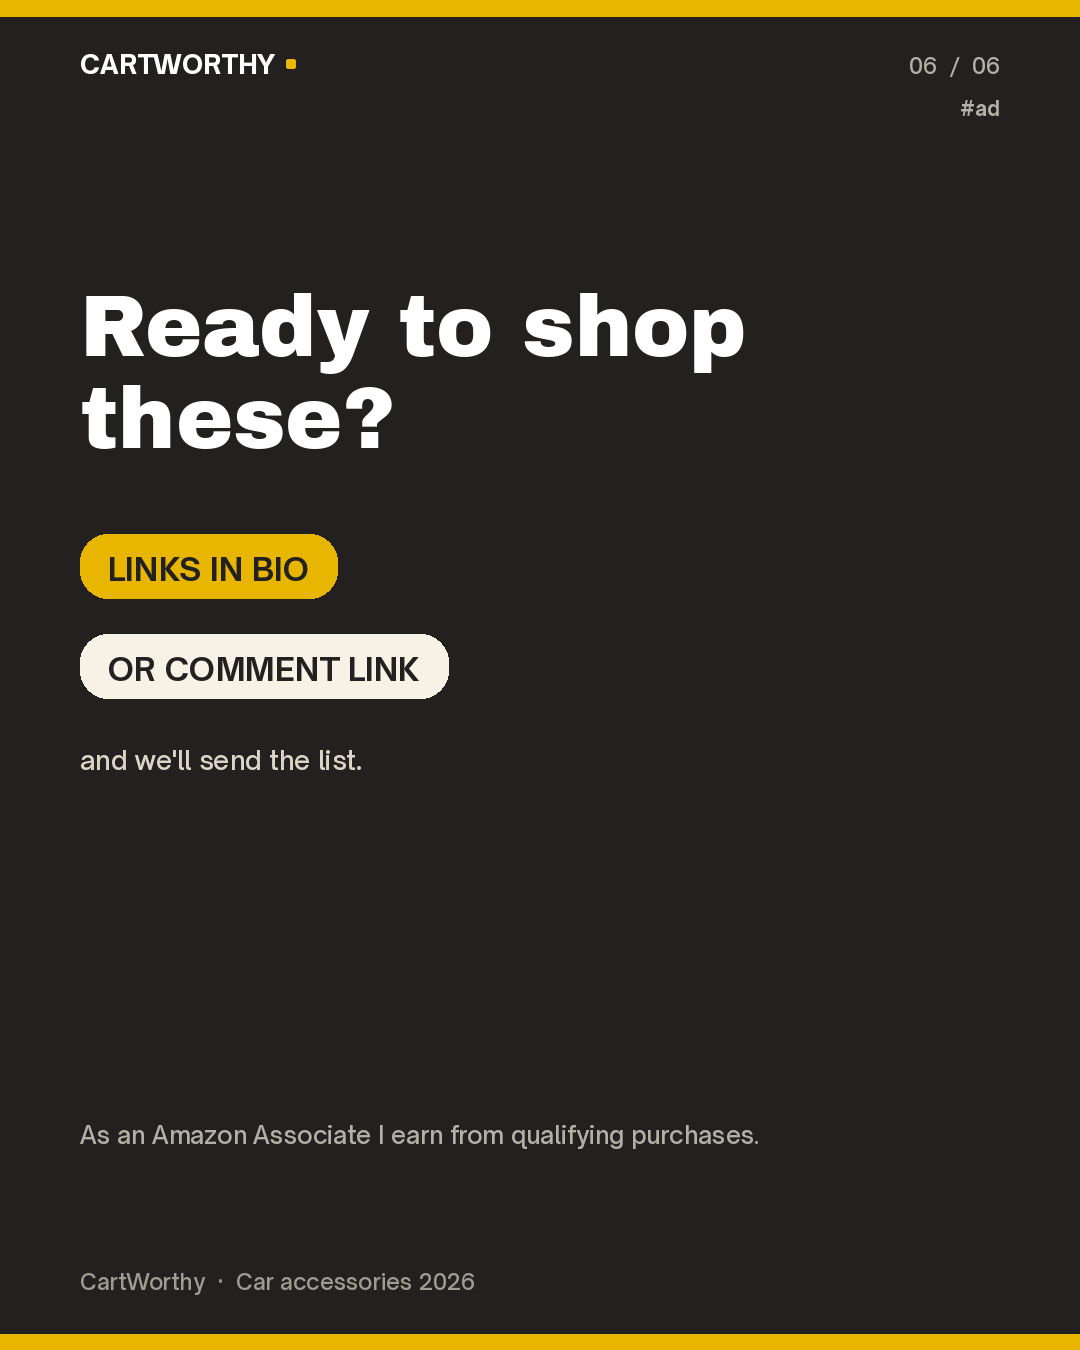 CARTWORTHY
06 / 06
#ad
Ready to shop
these?
LINKS IN BIO
OR COMMENT LINK
and we'll send the list.
As an Amazon Associate I earn from qualifying purchases.
CartWorthy · Car accessories 2026